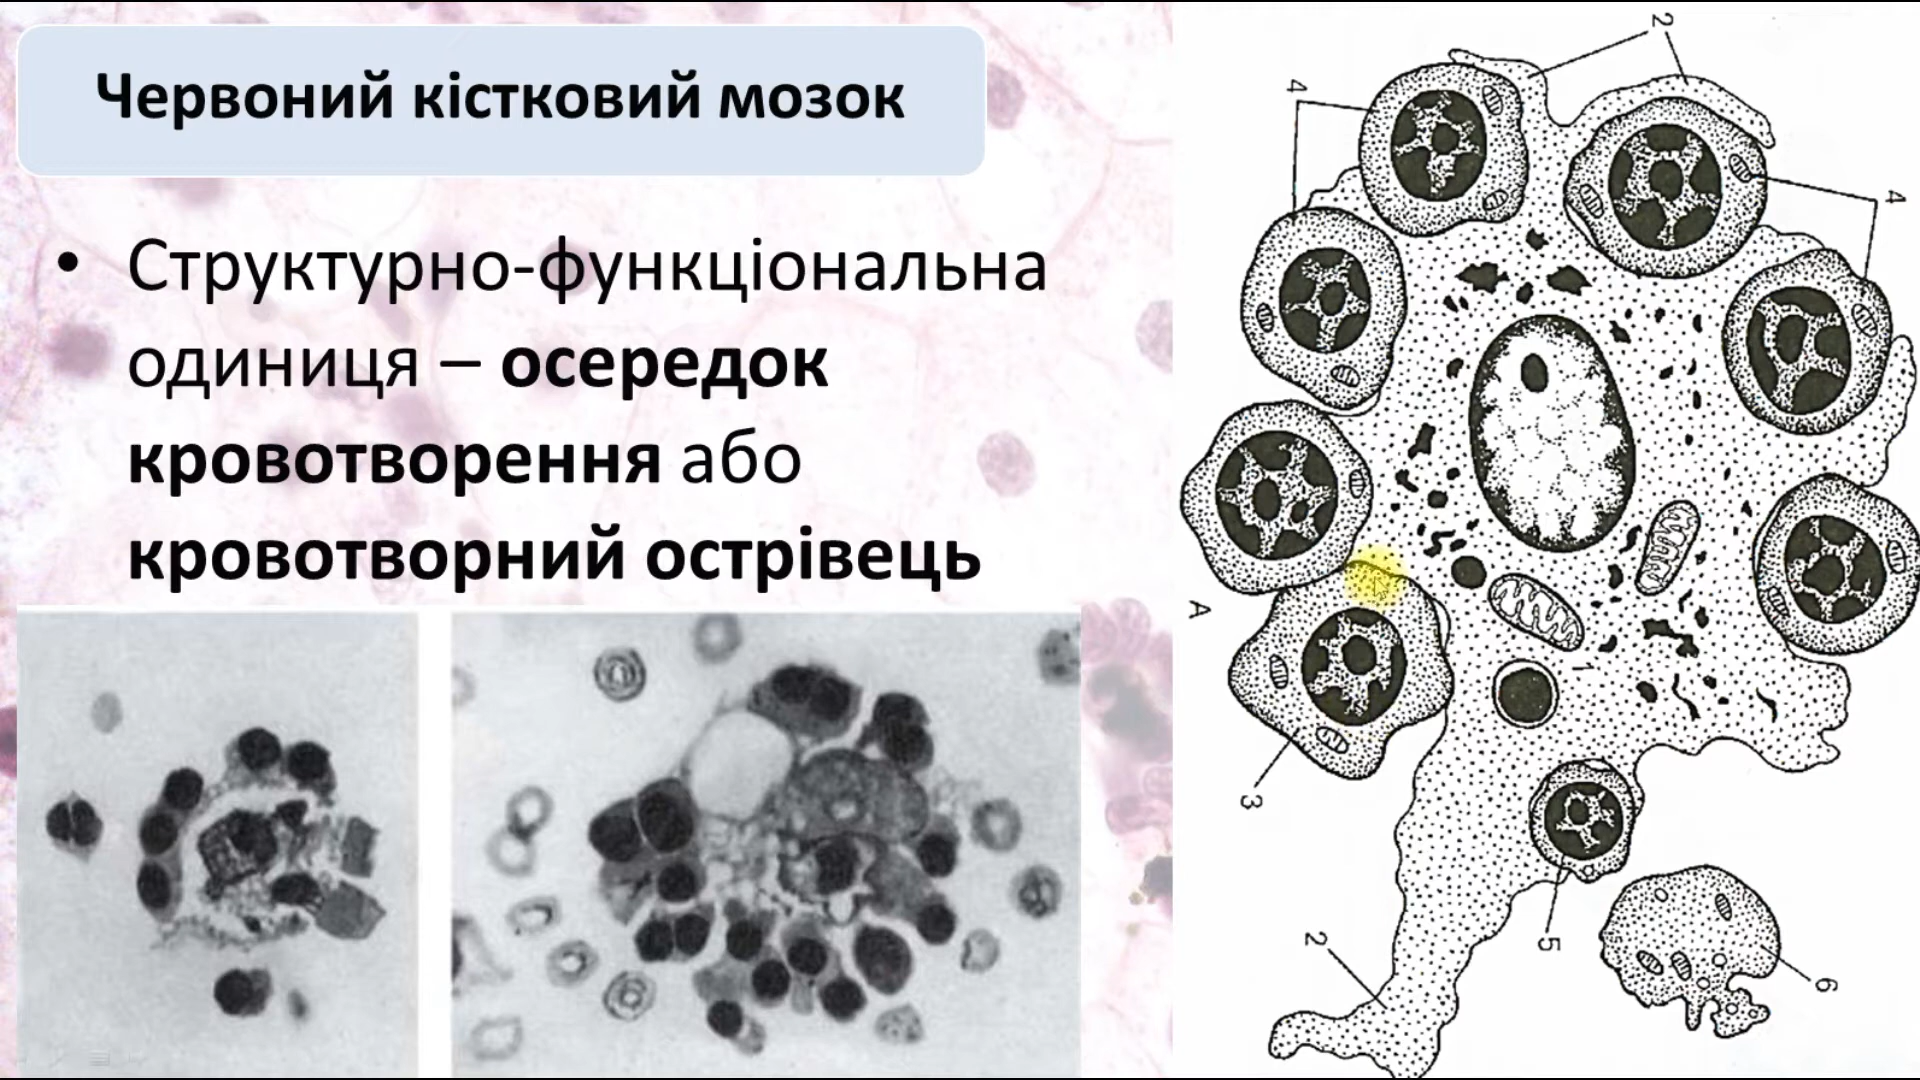 Червоний кістковий мозок
• Структурно-функціональна
одиниця – осередок
кровотворення або
кровотворний острівець
2
4
4
А
1
3
5
2
6